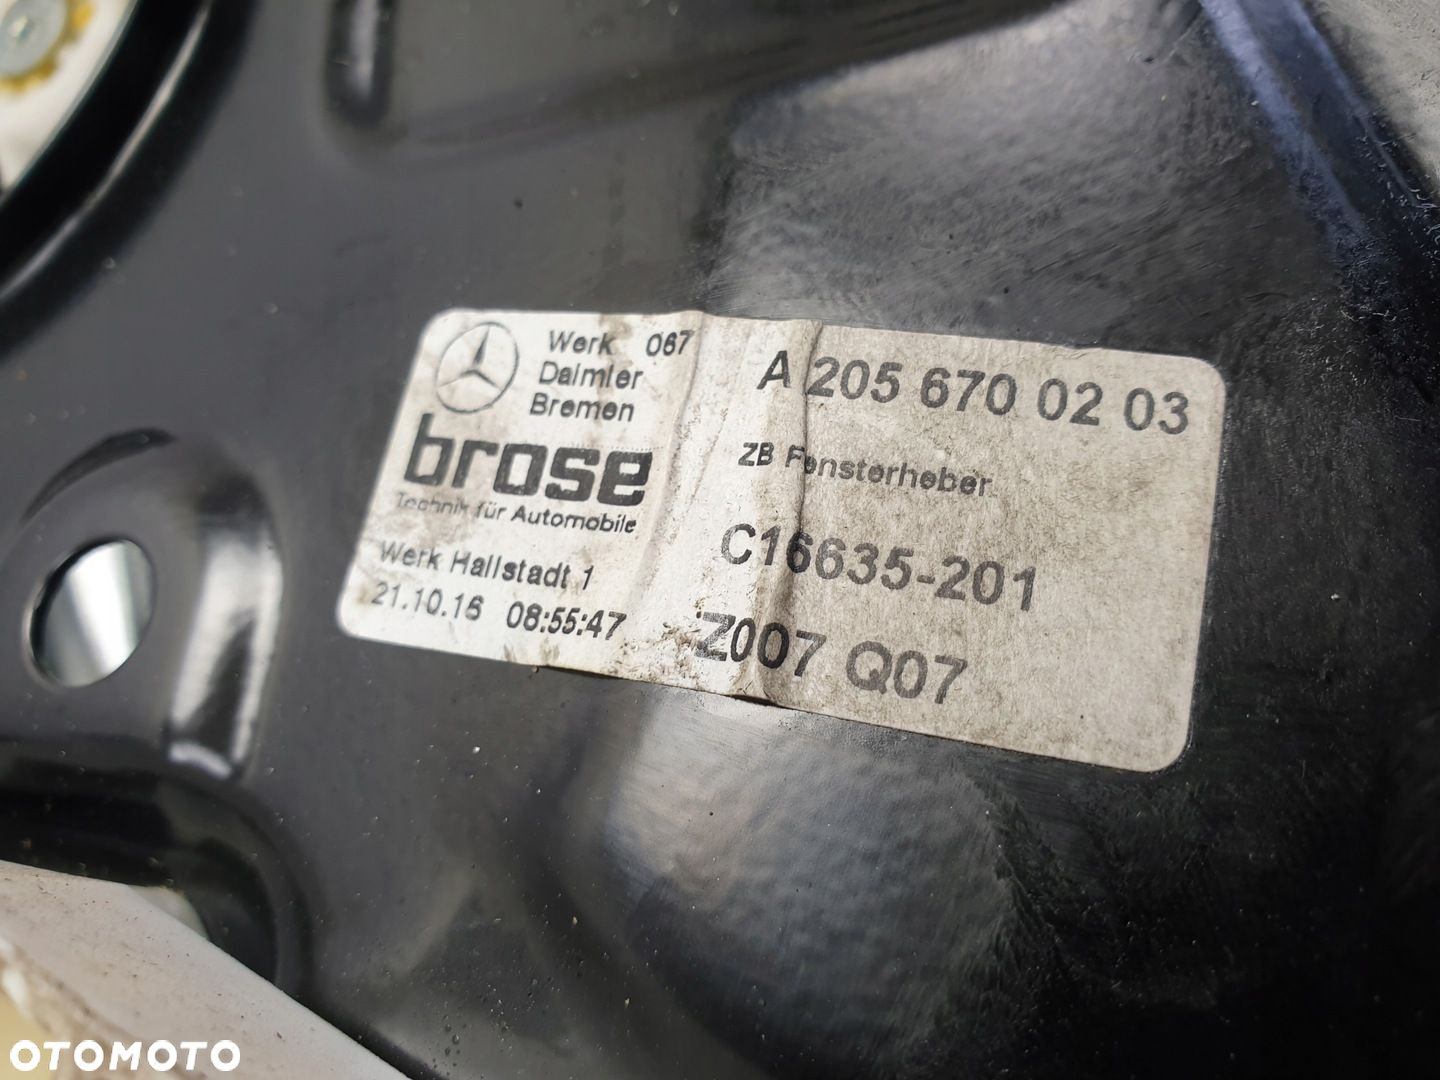 Werk 067
Daimler
Bremen
brose
Technik für Automobile
Werk Hallstadt 1
21.10.16 08:55:47
A 205 670 02 03
ZB Fensterheber
C16635-201
Z007 Q07
OTOMOTO